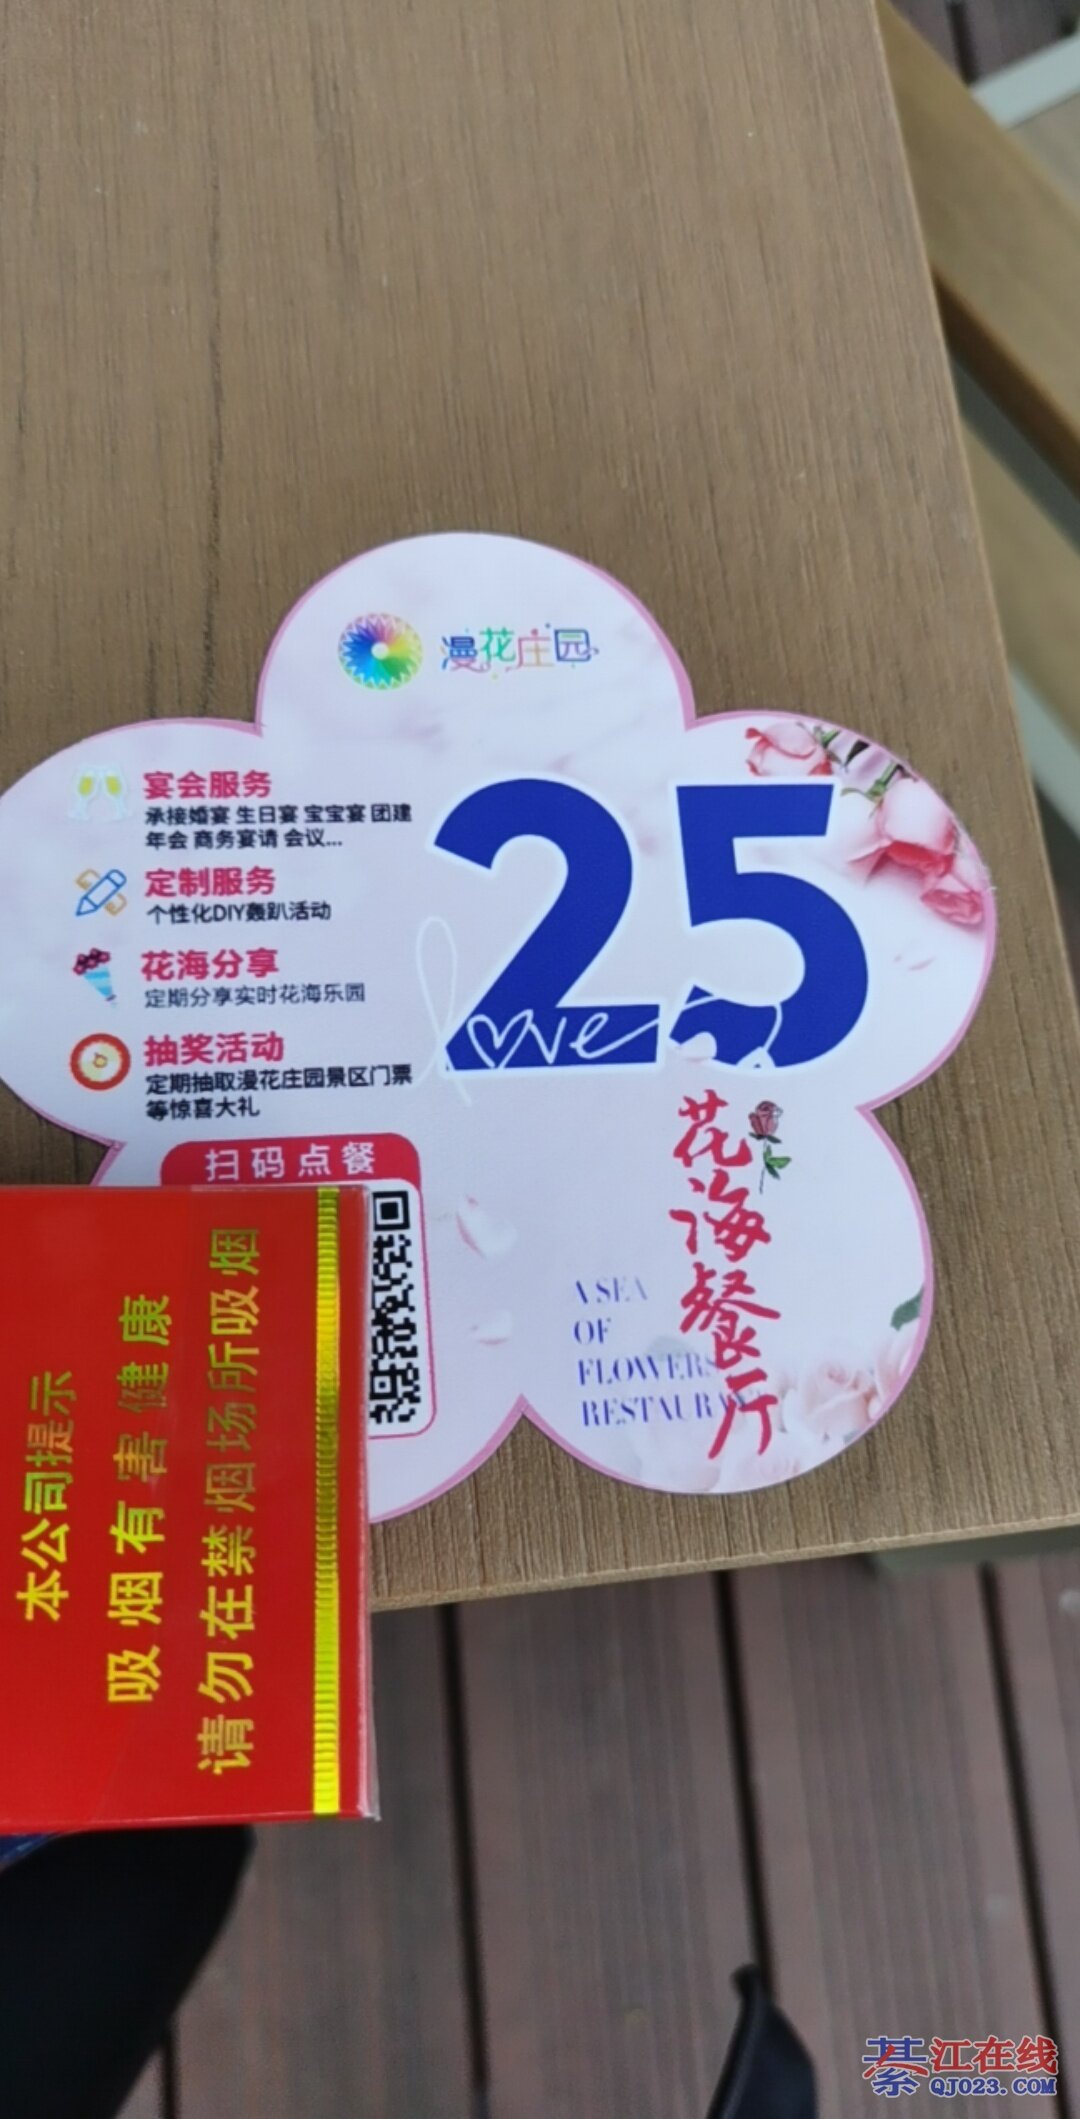 漫花庄园
宴会服务
承接婚宴 生日宴 宝宝宴 团建
年会 商务宴请 会议...
定制服务
个性化DIY轰趴活动
花海分享
定期分享实时花海乐园
抽奖活动
定期抽取漫花庄园景区门票
等惊喜大礼
扫码点餐
25
love
花海餐厅
A SEA
OF
FLOWERS
本公司提示
吸烟有害健康
请勿在禁烟场所吸烟
綦江在线
QJ023.COM